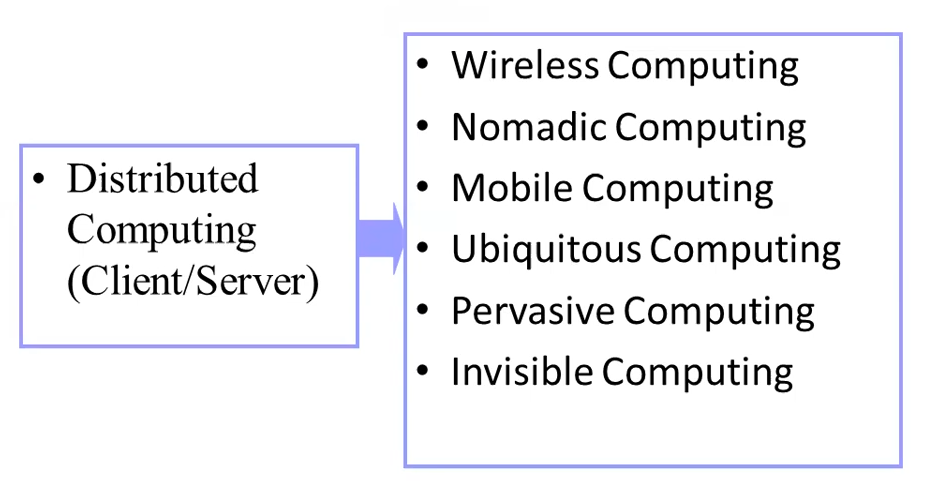 • Distributed
Computing
(Client/Server)
• Wireless Computing
• Nomadic Computing
• Mobile Computing
• Ubiquitous Computing
• Pervasive Computing
• Invisible Computing